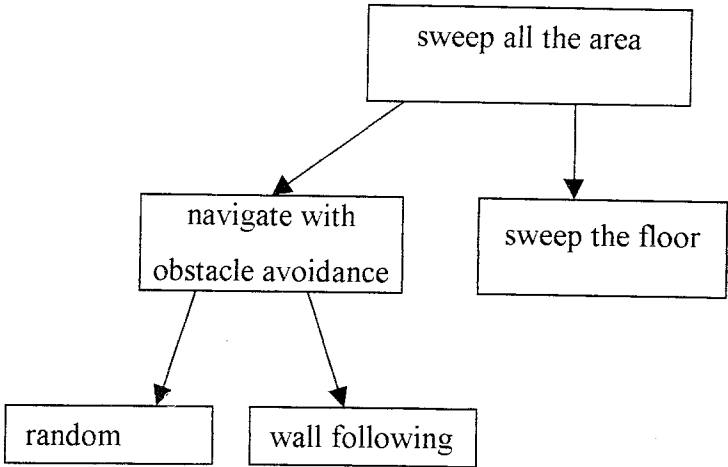 sweep all the area
navigate with
obstacle avoidance
sweep the floor
random
wall following